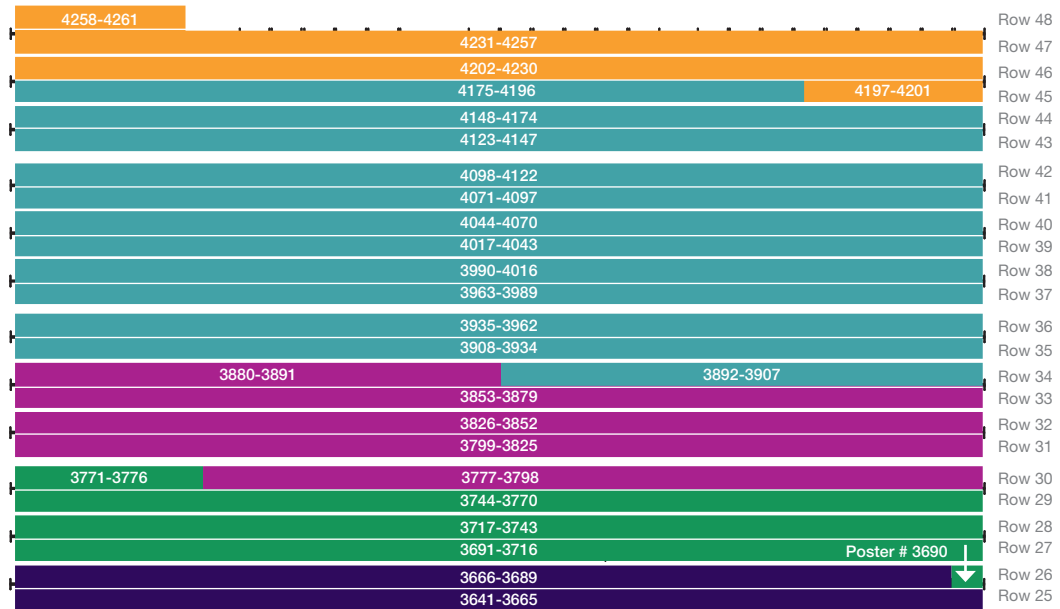 4258-4261 Row 48
4231-4257 Row 47
4202-4230 Row 46
4175-4196 4197-4201 Row 45
4148-4174 Row 44
4123-4147 Row 43
4098-4122 Row 42
4071-4097 Row 41
4044-4070 Row 40
4017-4043 Row 39
3990-4016 Row 38
3963-3989 Row 37
3935-3962 Row 36
3908-3934 Row 35
3880-3891 3892-3907 Row 34
3853-3879 Row 33
3826-3852 Row 32
3799-3825 Row 31
3771-3776 3777-3798 Row 30
3744-3770 Row 29
3717-3743 Row 28
3691-3716 Poster # 3690 Row 27
3666-3689 Row 26
3641-3665 Row 25